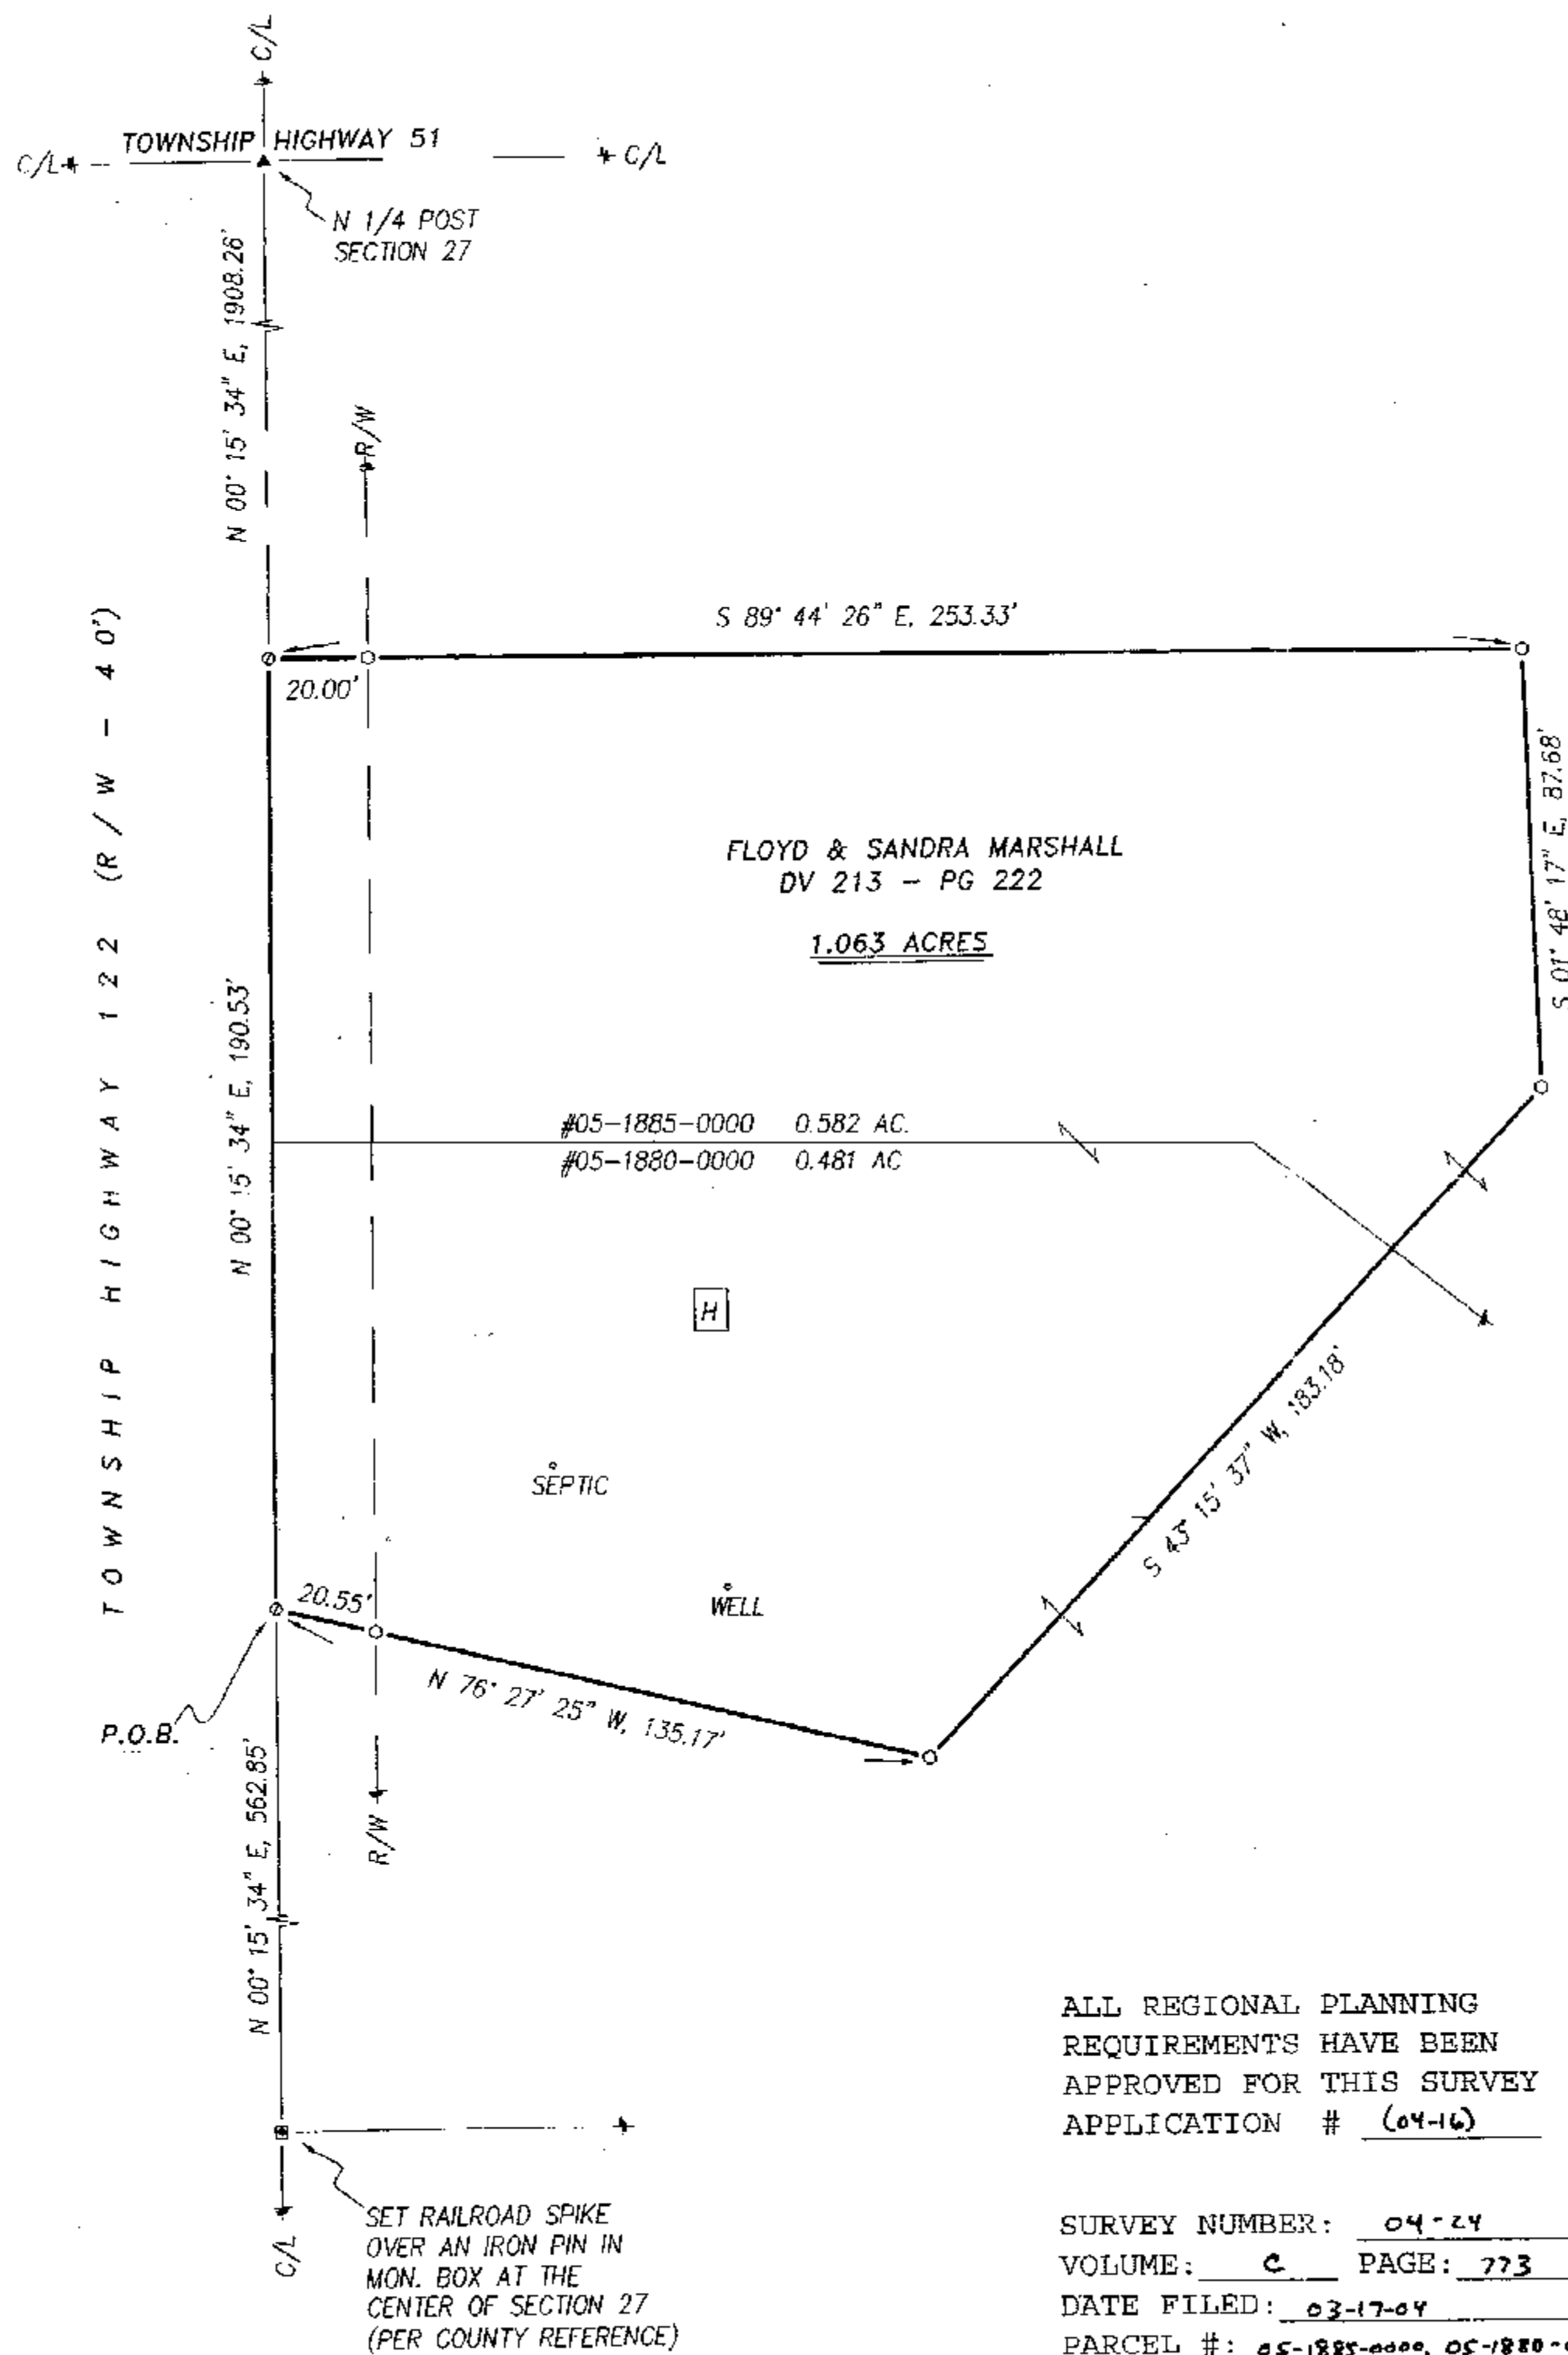 C/L
TOWNSHIP HIGHWAY 51
C/L
C/L
N 1/4 POST
SECTION 27
N 00° 15' 34" E, 1908.26'
R/W
S 89° 44' 26" E, 253.33'
20.00'
TOWNSHIP HIGHWAY 122 (R/W - 40')
S 01° 48' 17" E, 87.68'
FLOYD & SANDRA MARSHALL
DV 213 - PG 222
1.063 ACRES
N 00° 15' 34" E, 190.53'
#05-1885-0000 0.582 AC.
#05-1880-0000 0.481 AC
H
S 43° 15' 37" W, 183.18'
SEPTIC
WELL
20.55'
N 76° 27' 25" W, 135.17'
P.O.B.
N 00° 15' 34" E, 562.85'
R/W
C/L
SET RAILROAD SPIKE
OVER AN IRON PIN IN
MON. BOX AT THE
CENTER OF SECTION 27
(PER COUNTY REFERENCE)
ALL REGIONAL PLANNING
REQUIREMENTS HAVE BEEN
APPROVED FOR THIS SURVEY
APPLICATION # (04-16)
SURVEY NUMBER: 04-24
VOLUME: C PAGE: 773
DATE FILED: 03-17-04
PARCEL #: 05-1885-0000, 05-1880-